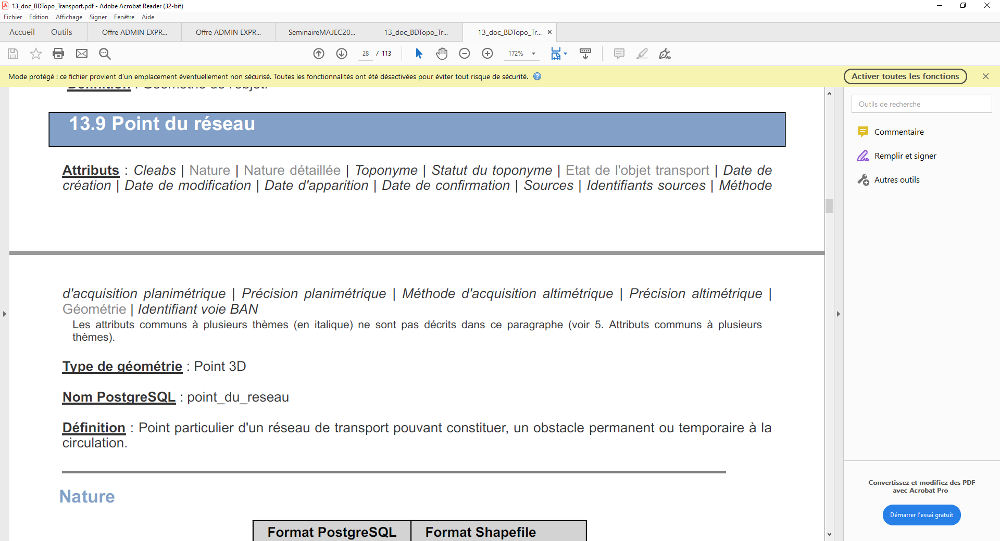 13_doc_BDTopo_Transport.pdf - Adobe Acrobat Reader (32-bit)
Fichier Edition Affichage Signer Fenêtre Aide
Accueil Outils Offre ADMIN EXPR... Offre ADMIN EXPR... SeminaireMAJEC20... 13_doc_BDTopo_Tr... 13_doc_BDTopo_Tr... ×
28 / 113 172%
Mode protégé : ce fichier provient d'un emplacement éventuellement non sécurisé. Toutes les fonctionnalités ont été désactivées pour éviter tout risque de sécurité. ? Activer toutes les fonctions
Définition : Géométrie de l'objet.
13.9 Point du réseau
Attributs : Cleabs | Nature | Nature détaillée | Toponyme | Statut du toponyme | Etat de l'objet transport | Date de
création | Date de modification | Date d'apparition | Date de confirmation | Sources | Identifiants sources | Méthode
d'acquisition planimétrique | Précision planimétrique | Méthode d'acquisition altimétrique | Précision altimétrique |
Géométrie | Identifiant voie BAN
Les attributs communs à plusieurs thèmes (en italique) ne sont pas décrits dans ce paragraphe (voir 5. Attributs communs à plusieurs
thèmes).
Type de géométrie : Point 3D
Nom PostgreSQL : point_du_reseau
Définition : Point particulier d'un réseau de transport pouvant constituer, un obstacle permanent ou temporaire à la
circulation.
Nature
Format PostgreSQL Format Shapefile
Outils de recherche
Commentaire
Remplir et signer
Autres outils
Convertissez et modifiez des PDF
avec Acrobat Pro
Démarrer l'essai gratuit